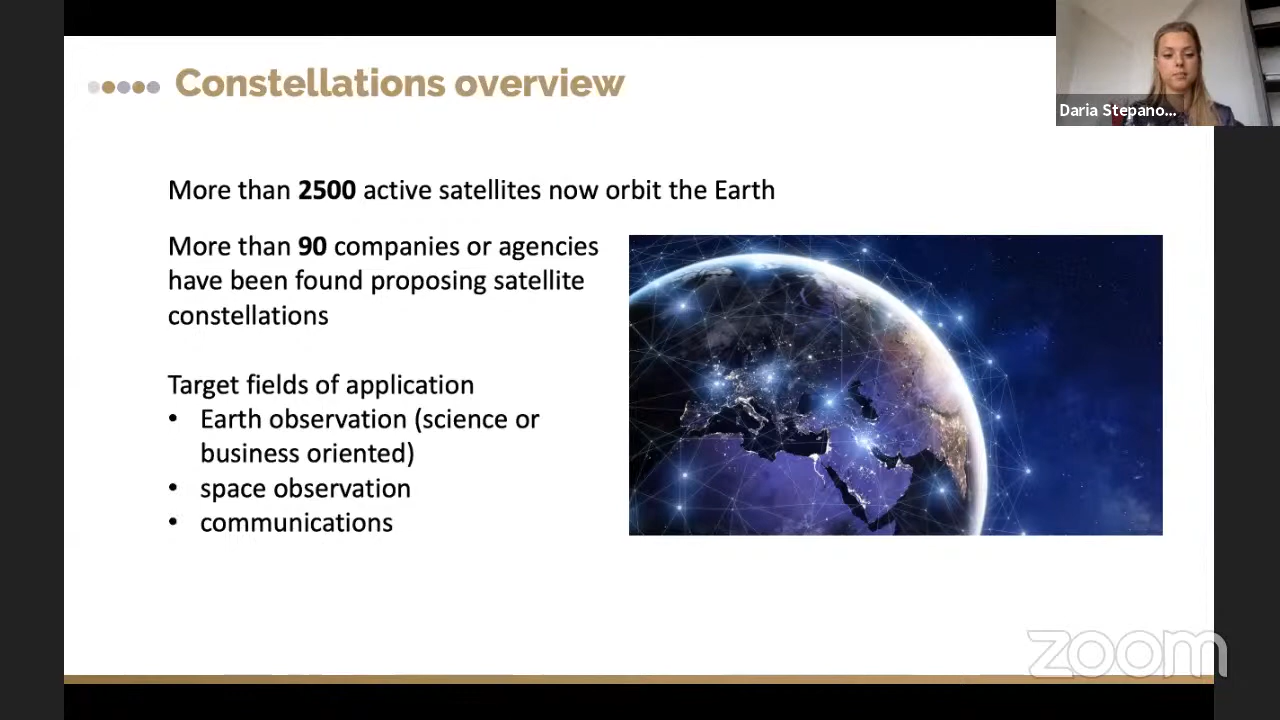 Constellations overview
Daria Stepano...
More than 2500 active satellites now orbit the Earth
More than 90 companies or agencies
have been found proposing satellite
constellations
Target fields of application
• Earth observation (science or
business oriented)
• space observation
• communications
zoom